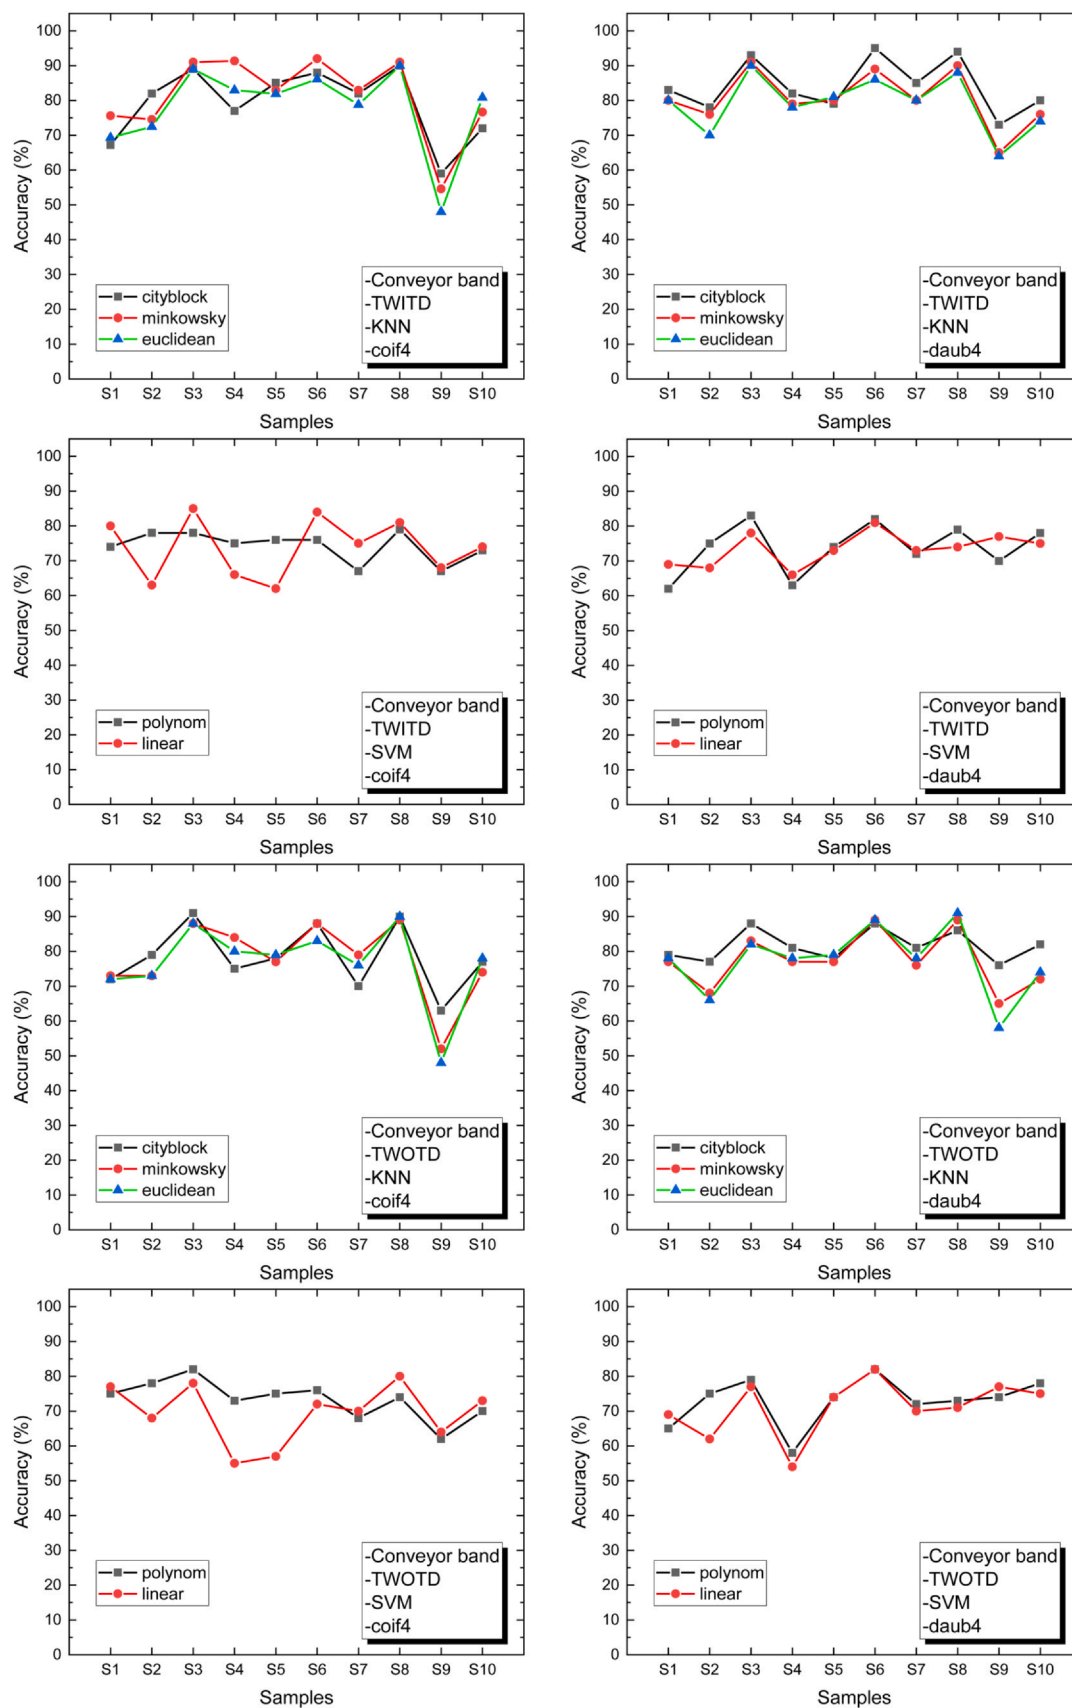 100
90
80
70
60
50
40
30
20
10
0
Accuracy (%)
cityblock
minkowsky
euclidean
-Conveyor band
-TWITD
-KNN
-coif4
S1 S2 S3 S4 S5 S6 S7 S8 S9 S10
Samples
100
90
80
70
60
50
40
30
20
10
0
Accuracy (%)
cityblock
minkowsky
euclidean
-Conveyor band
-TWITD
-KNN
-daub4
S1 S2 S3 S4 S5 S6 S7 S8 S9 S10
Samples
100
90
80
70
60
50
40
30
20
10
0
Accuracy (%)
polynom
linear
-Conveyor band
-TWITD
-SVM
-coif4
S1 S2 S3 S4 S5 S6 S7 S8 S9 S10
Samples
100
90
80
70
60
50
40
30
20
10
0
Accuracy (%)
polynom
linear
-Conveyor band
-TWITD
-SVM
-daub4
S1 S2 S3 S4 S5 S6 S7 S8 S9 S10
Samples
100
90
80
70
60
50
40
30
20
10
0
Accuracy (%)
cityblock
minkowsky
euclidean
-Conveyor band
-TWOTD
-KNN
-coif4
S1 S2 S3 S4 S5 S6 S7 S8 S9 S10
Samples
100
90
80
70
60
50
40
30
20
10
0
Accuracy (%)
cityblock
minkowsky
euclidean
-Conveyor band
-TWOTD
-KNN
-daub4
S1 S2 S3 S4 S5 S6 S7 S8 S9 S10
Samples
100
90
80
70
60
50
40
30
20
10
0
Accuracy (%)
polynom
linear
-Conveyor band
-TWOTD
-SVM
-coif4
S1 S2 S3 S4 S5 S6 S7 S8 S9 S10
Samples
100
90
80
70
60
50
40
30
20
10
0
Accuracy (%)
polynom
linear
-Conveyor band
-TWOTD
-SVM
-daub4
S1 S2 S3 S4 S5 S6 S7 S8 S9 S10
Samples